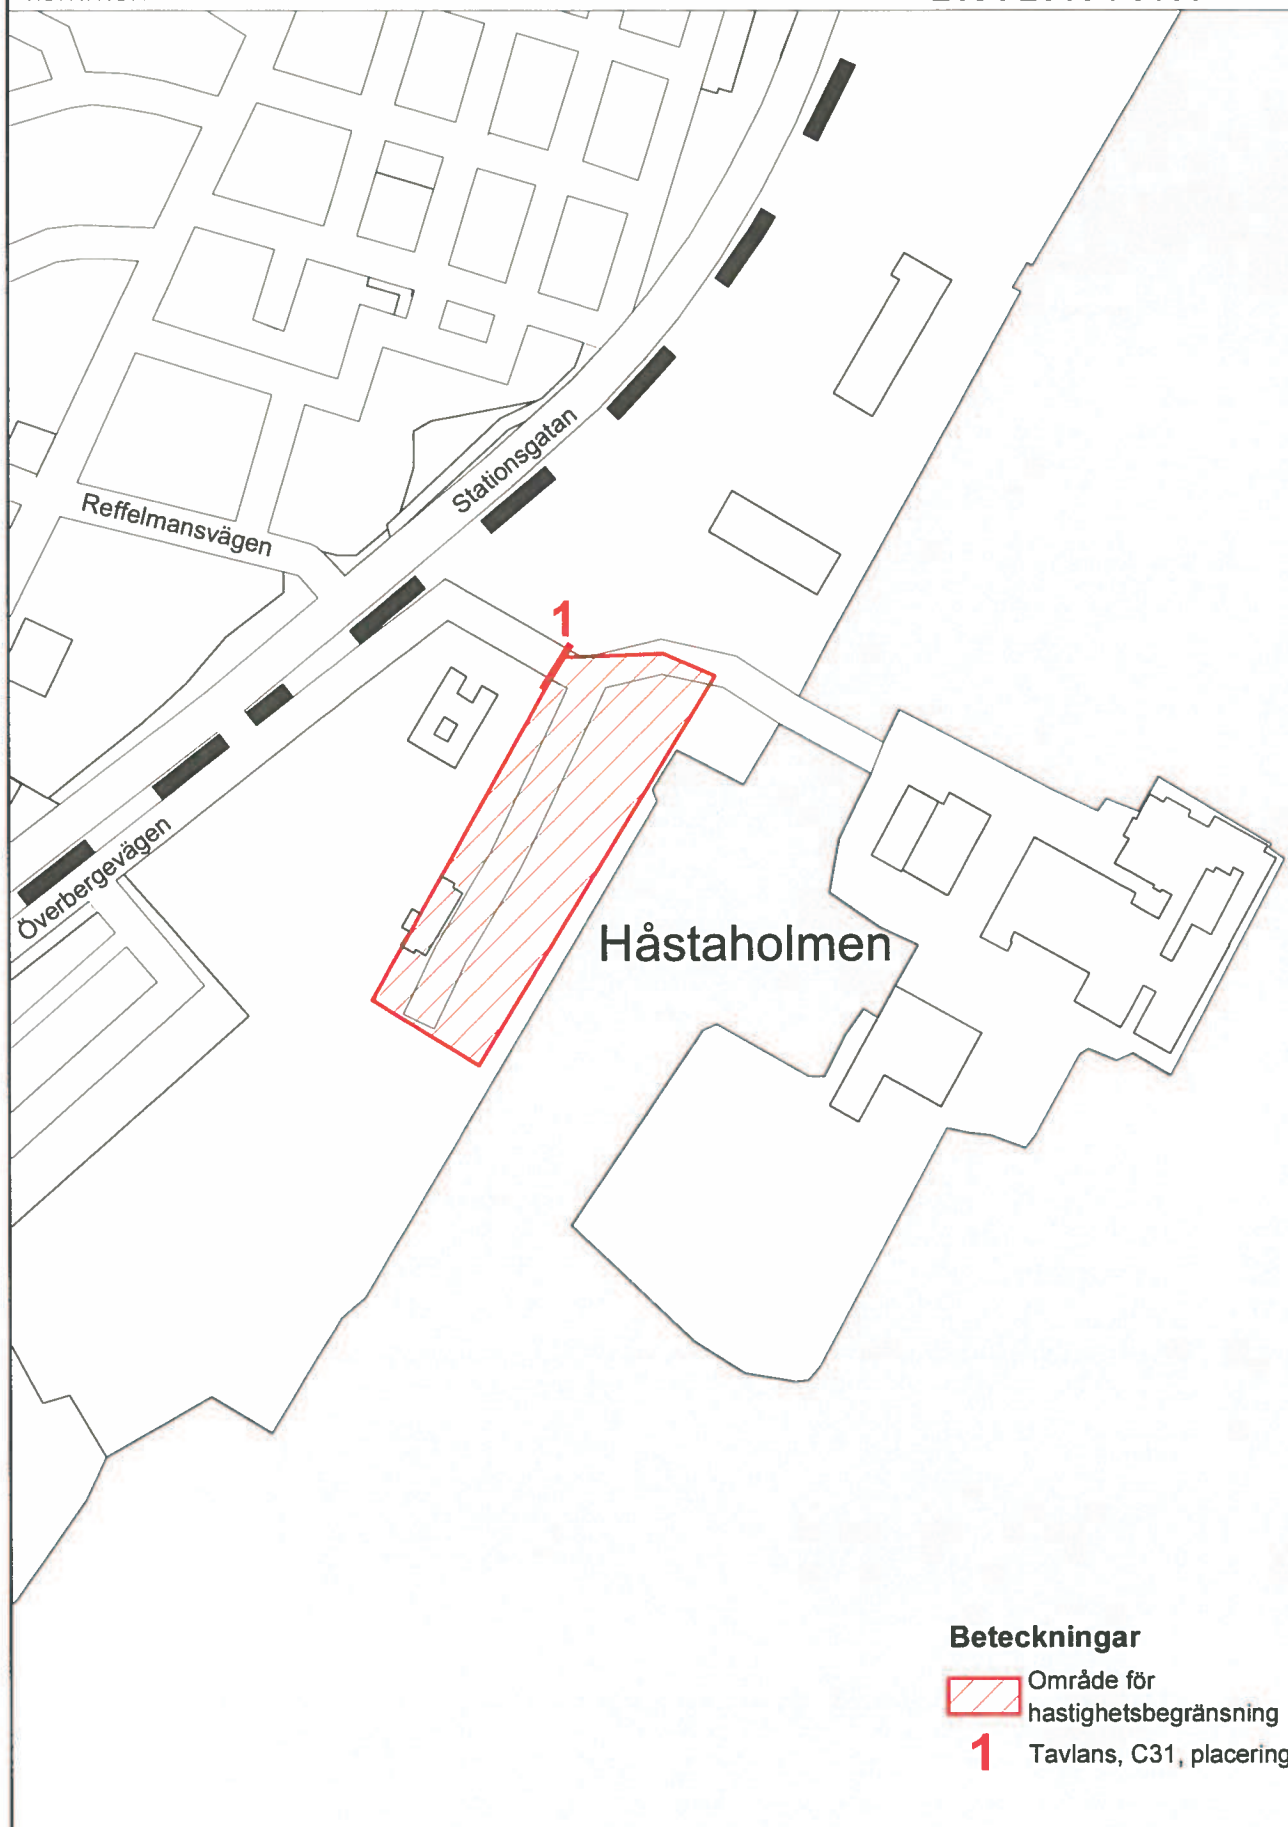 Stationsgatan
Reffelmansvägen
1
Överbergevägen
Håstaholmen
Beteckningar
Område för
hastighetsbegränsning
1 Tavlans, C31, placering